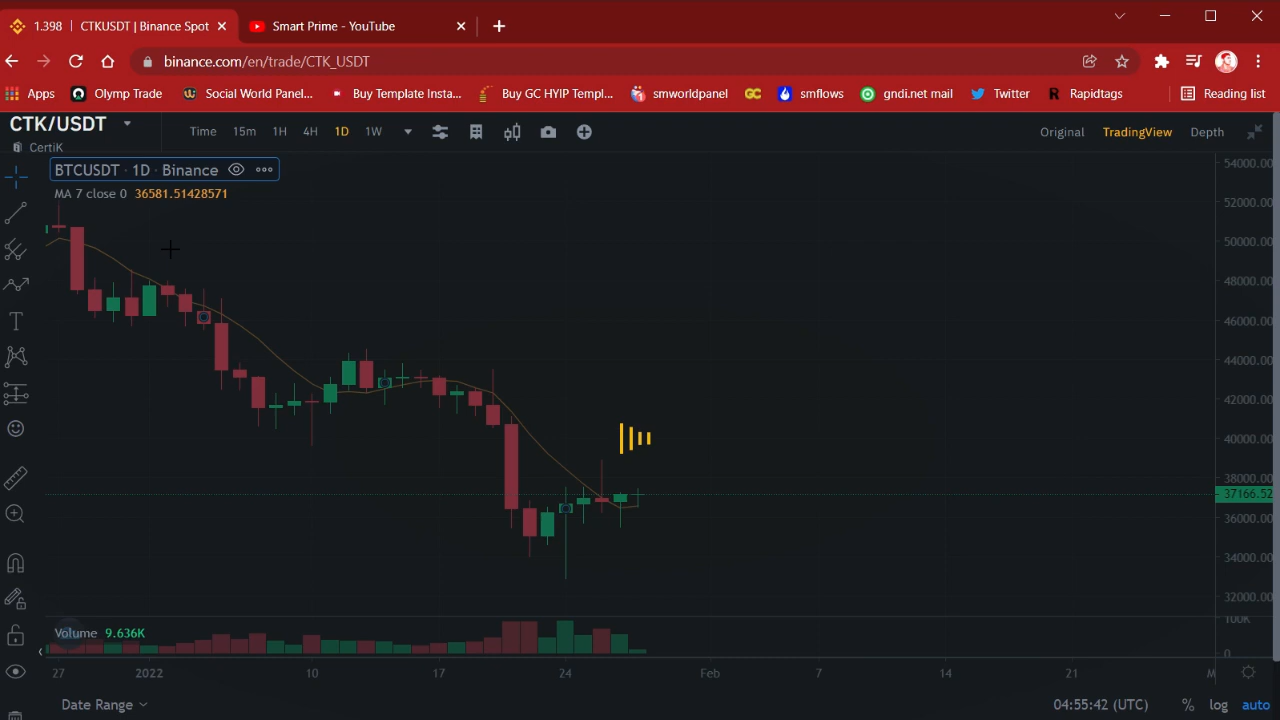 1.398 | CTKUSDT | Binance Spot
Smart Prime - YouTube
binance.com/en/trade/CTK_USDT
Apps Olymp Trade Social World Panel... Buy Template Insta... Buy GC HYIP Templ... smworldpanel smflows gndi.net mail Twitter Rapidtags Reading list
CTK/USDT
CertiK
Time 15m 1H 4H 1D 1W Original TradingView Depth
BTCUSDT · 1D · Binance
MA 7 close 0 36581.51428571
54000.00
52000.00
50000.00
48000.00
46000.00
44000.00
42000.00
40000.00
38000.00
37166.52
36000.00
34000.00
32000.00
Volume 9.636K
100K
0
27 2022 10 17 24 Feb 7 14 21
Date Range 04:55:42 (UTC) % log auto